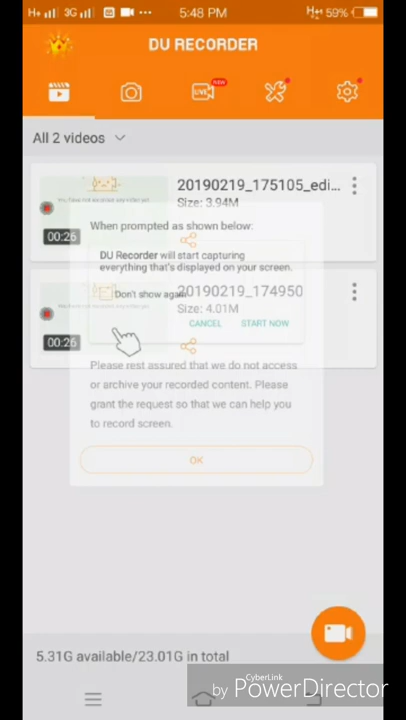 H+ 3G 5:48 PM H+ 59%
DU RECORDER
LIVE NEW
All 2 videos
20190219_175105_edi...
Size: 3.94M
00:26
When prompted as shown below:
DU Recorder will start capturing
everything that's displayed on your screen.
Don't show again
20190219_174950
Size: 4.01M
00:26
CANCEL START NOW
Please rest assured that we do not access
or archive your recorded content. Please
grant the request so that we can help you
to record screen.
OK
5.31G available/23.01G in total
by CyberLink
PowerDirector